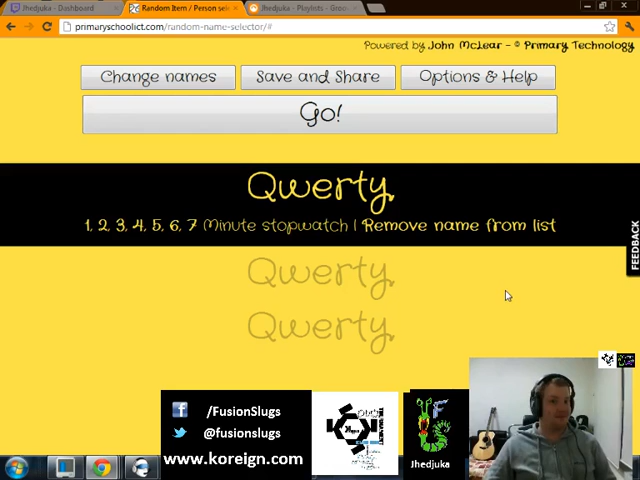 Jhedjuka - Dashboard
Random Item / Person sele
Jhedjuka - Playlists - Groov
primaryschoolict.com/random-name-selector/#
Powered by John McLear - © Primary Technology
Change names
Save and Share
Options & Help
Go!
Qwerty,
1, 2, 3, 4, 5, 6, 7 Minute stopwatch | Remove name from list
FEEDBACK
Qwerty,
Qwerty,
/FusionSlugs
@fusionslugs
www.koreign.com
Jhedjuka